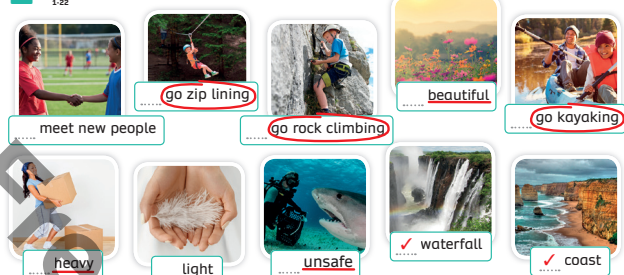 1-22
go zip lining
beautiful
go kayaking
meet new people
go rock climbing
heavy
light
unsafe
✓ waterfall
✓ coast